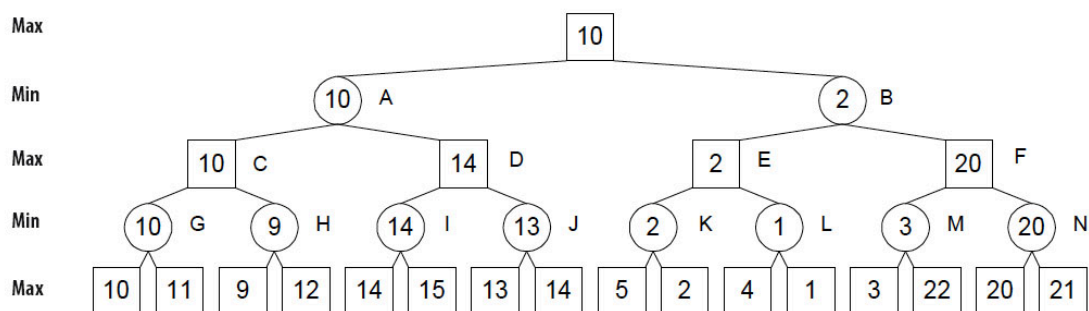 Max 10
Min 10 A 2 B
Max 10 C 14 D 2 E 20 F
Min 10 G 9 H 14 I 13 J 2 K 1 L 3 M 20 N
Max 10 11 9 12 14 15 13 14 5 2 4 1 3 22 20 21